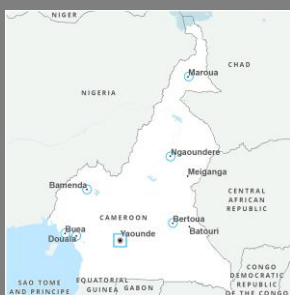 NIGER
Maroua
CHAD
NIGERIA
Ngaoundere
Meiganga
Bamenda
CENTRAL
AFRICAN
REPUBLIC
CAMEROON
Bertoua
Buea
Batouri
Douala
Yaounde
CONGO
DEMOCRATIC
REPUBLIC
OF THE CONGO
SAO TOME
AND PRINCIPE
EQUATORIAL
GUINEA
GABON